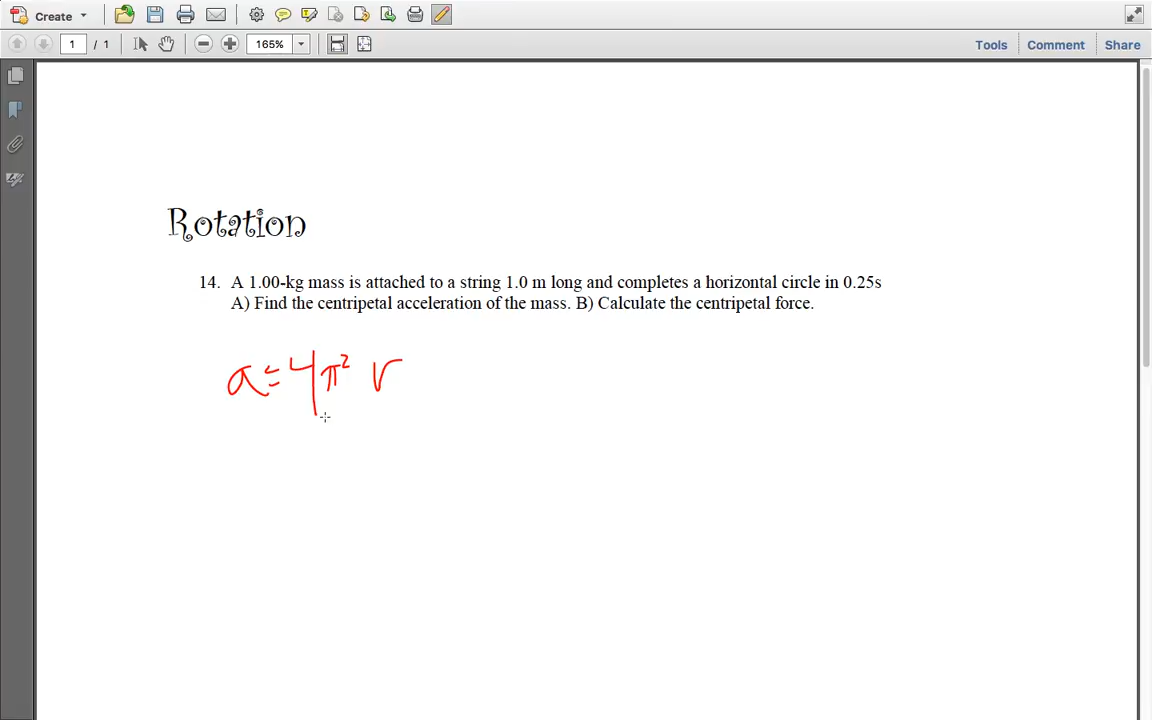 Create
1 / 1 165% Tools Comment Share
Rotation
14. A 1.00-kg mass is attached to a string 1.0 m long and completes a horizontal circle in 0.25s
A) Find the centripetal acceleration of the mass. B) Calculate the centripetal force.
a = 4π² r